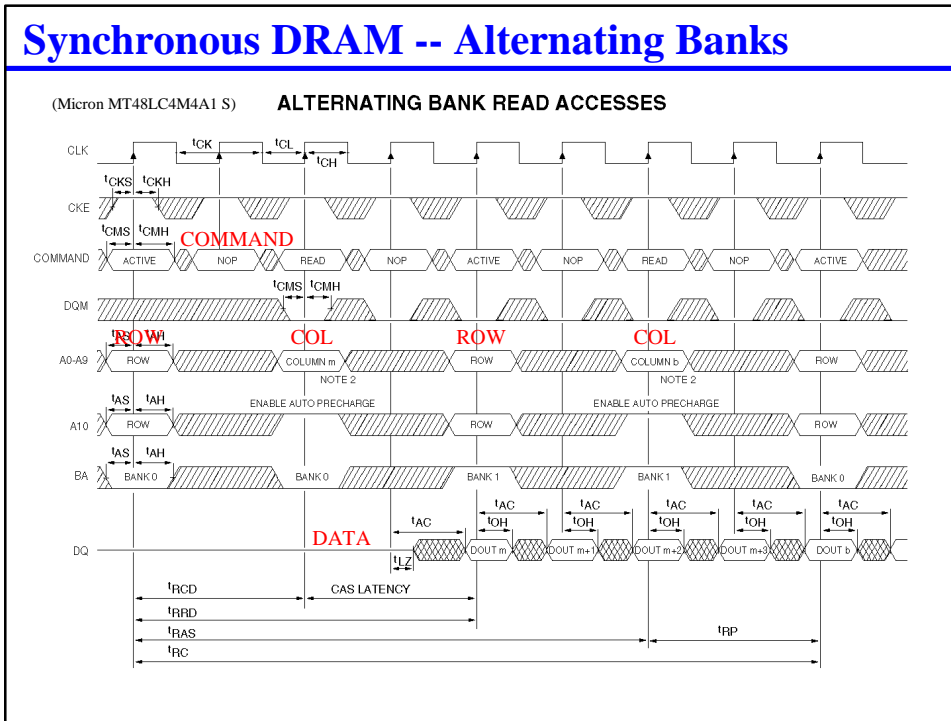 Synchronous DRAM -- Alternating Banks
(Micron MT48LC4M4A1 S) ALTERNATING BANK READ ACCESSES
CLK tCK tCL tCH
tCKS tCKH
CKE
tCMS tCMH COMMAND
COMMAND ACTIVE NOP READ NOP ACTIVE NOP READ NOP ACTIVE
tCMS tCMH
DQM
ROW tAS tAH COL ROW COL
A0-A9 ROW COLUMN m ROW COLUMN b ROW
NOTE 2 NOTE 2
tAS tAH ENABLE AUTO PRECHARGE ENABLE AUTO PRECHARGE
A10 ROW ROW ROW
tAS tAH
BA BANK 0 BANK 0 BANK 1 BANK 1 BANK 0
tAC tAC tAC tAC tAC
tAC tOH tOH tOH tOH tOH
DATA
DQ DOUT m DOUT m+1 DOUT m+2 DOUT m+3 DOUT b
tLZ
tRCD CAS LATENCY
tRRD
tRAS tRP
tRC